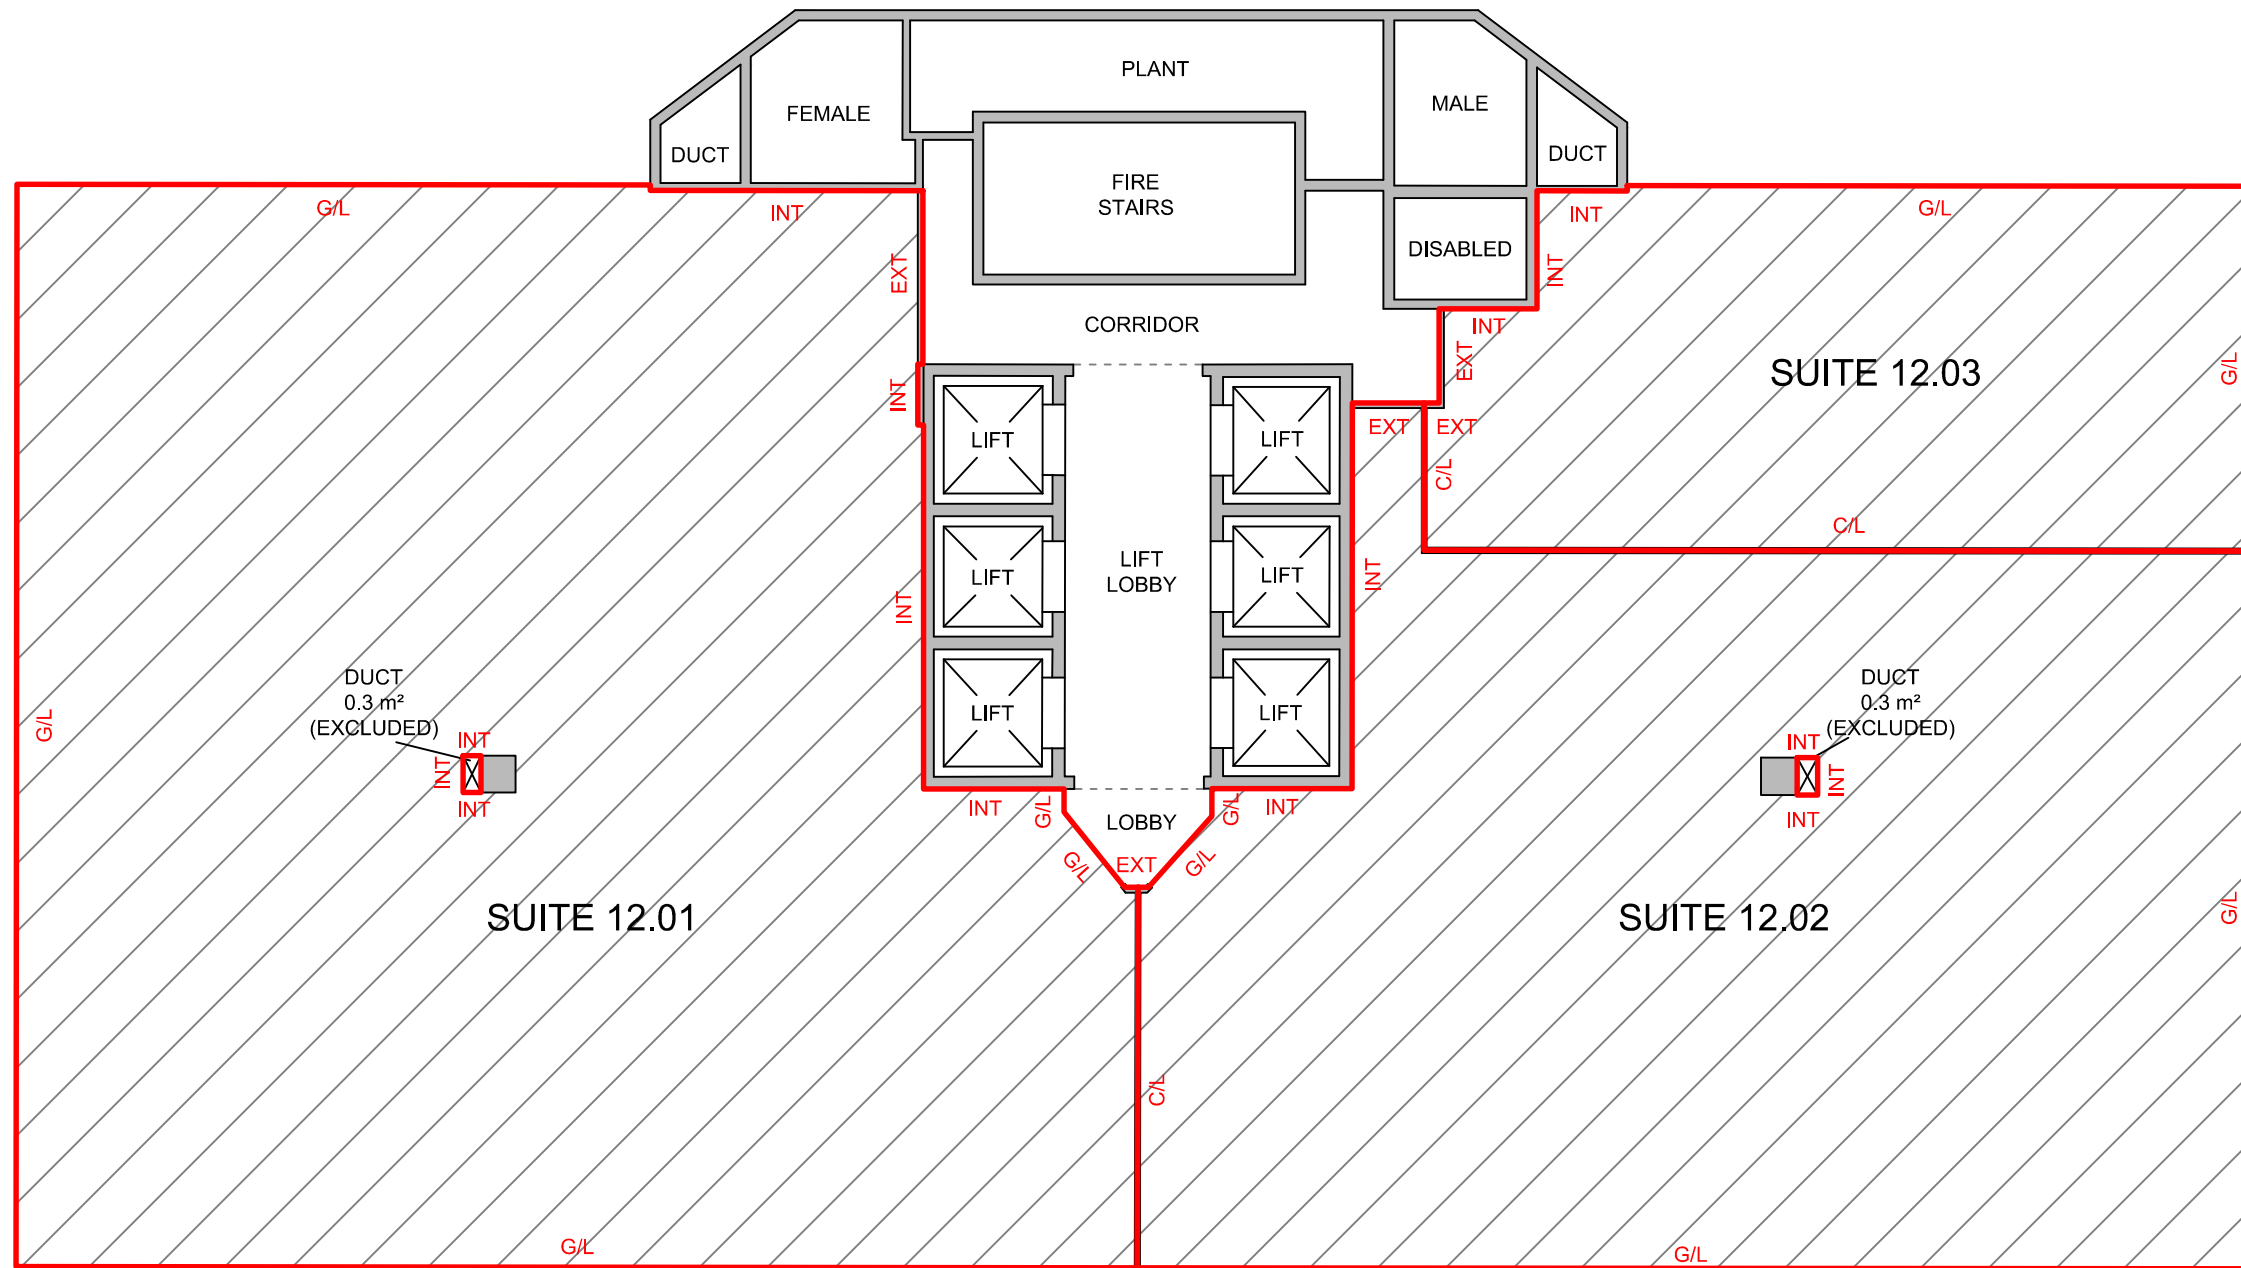 PLANT
MALE
FEMALE
DUCT
DUCT
FIRE
STAIRS
G/L
INT
INT
G/L
EXT
DISABLED
INT
CORRIDOR
INT
EXT
SUITE 12.03
G/L
INT
EXT
EXT
LIFT
LIFT
C/L
C/L
LIFT
LOBBY
LIFT
LIFT
INT
INT
DUCT
0.3 m²
(EXCLUDED)
DUCT
0.3 m²
(EXCLUDED)
G/L
LIFT
LIFT
INT
INT
INT
INT
INT
INT
INT
G/L
LOBBY
G/L
INT
G/L
EXT
G/L
SUITE 12.01
SUITE 12.02
G/L
C/L
G/L
G/L